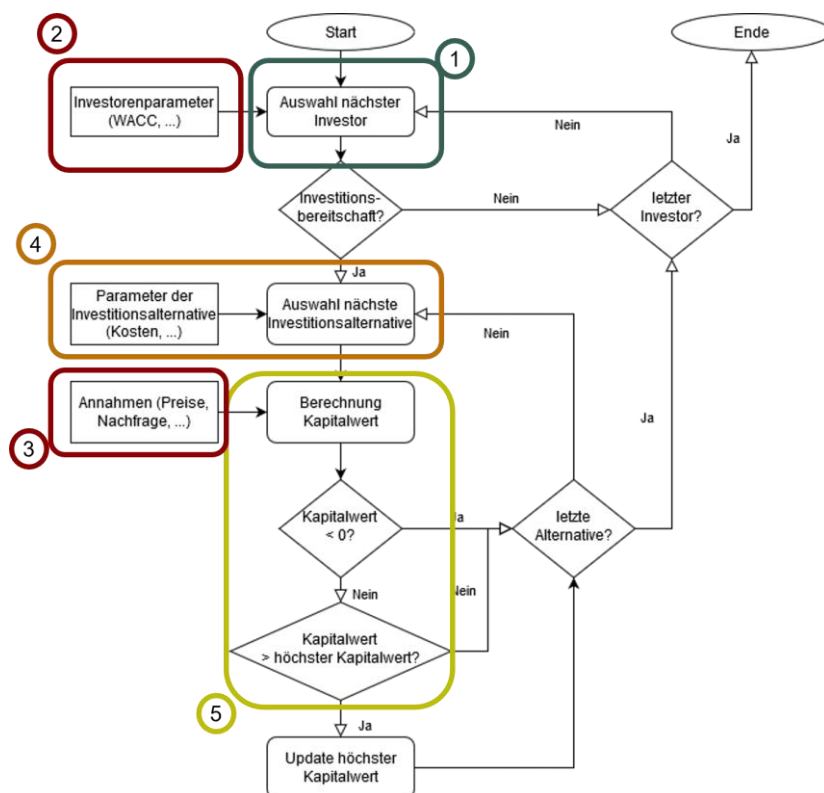 2
Start
Ende
1
Investorenparameter
(WACC, ...)
Auswahl nächster
Investor
Nein
Ja
Investitions-
bereitschaft?
Nein
letzter
Investor?
4
Ja
Parameter der
Investitionsalternative
(Kosten, ...)
Auswahl nächste
Investitionsalternative
Nein
Annahmen (Preise,
Nachfrage, ...)
3
Berechnung
Kapitalwert
Ja
Kapitalwert
< 0?
Ja
letzte
Alternative?
Nein
Nein
Kapitalwert
> höchster Kapitalwert?
5
Ja
Update höchster
Kapitalwert